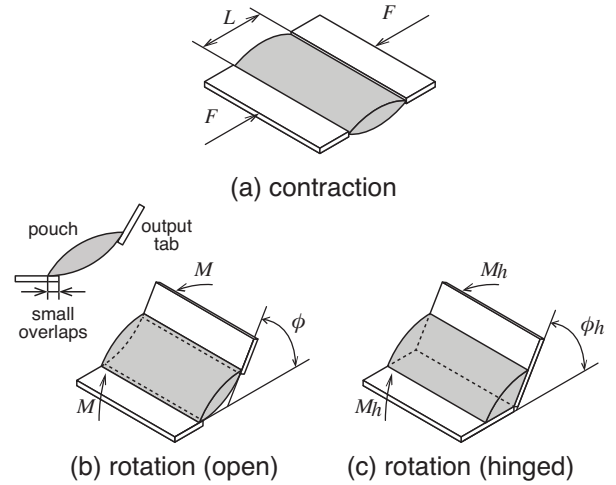 L
F
F
(a) contraction
pouch
output
tab
small
overlaps
M
ϕ
M
Mh
ϕh
Mh
(b) rotation (open)
(c) rotation (hinged)